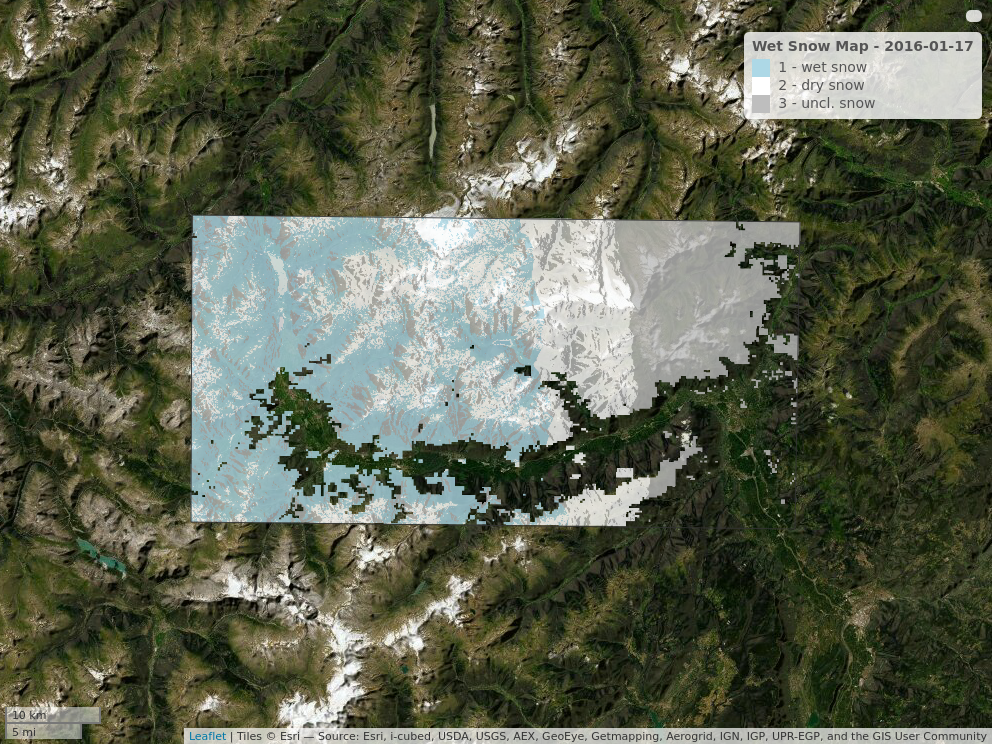 Wet Snow Map - 2016-01-17
1 - wet snow
2 - dry snow
3 - uncl. snow
10 km
5 mi
Leaflet | Tiles © Esri — Source: Esri, i-cubed, USDA, USGS, AEX, GeoEye, Getmapping, Aerogrid, IGN, IGP, UPR-EGP, and the GIS User Community